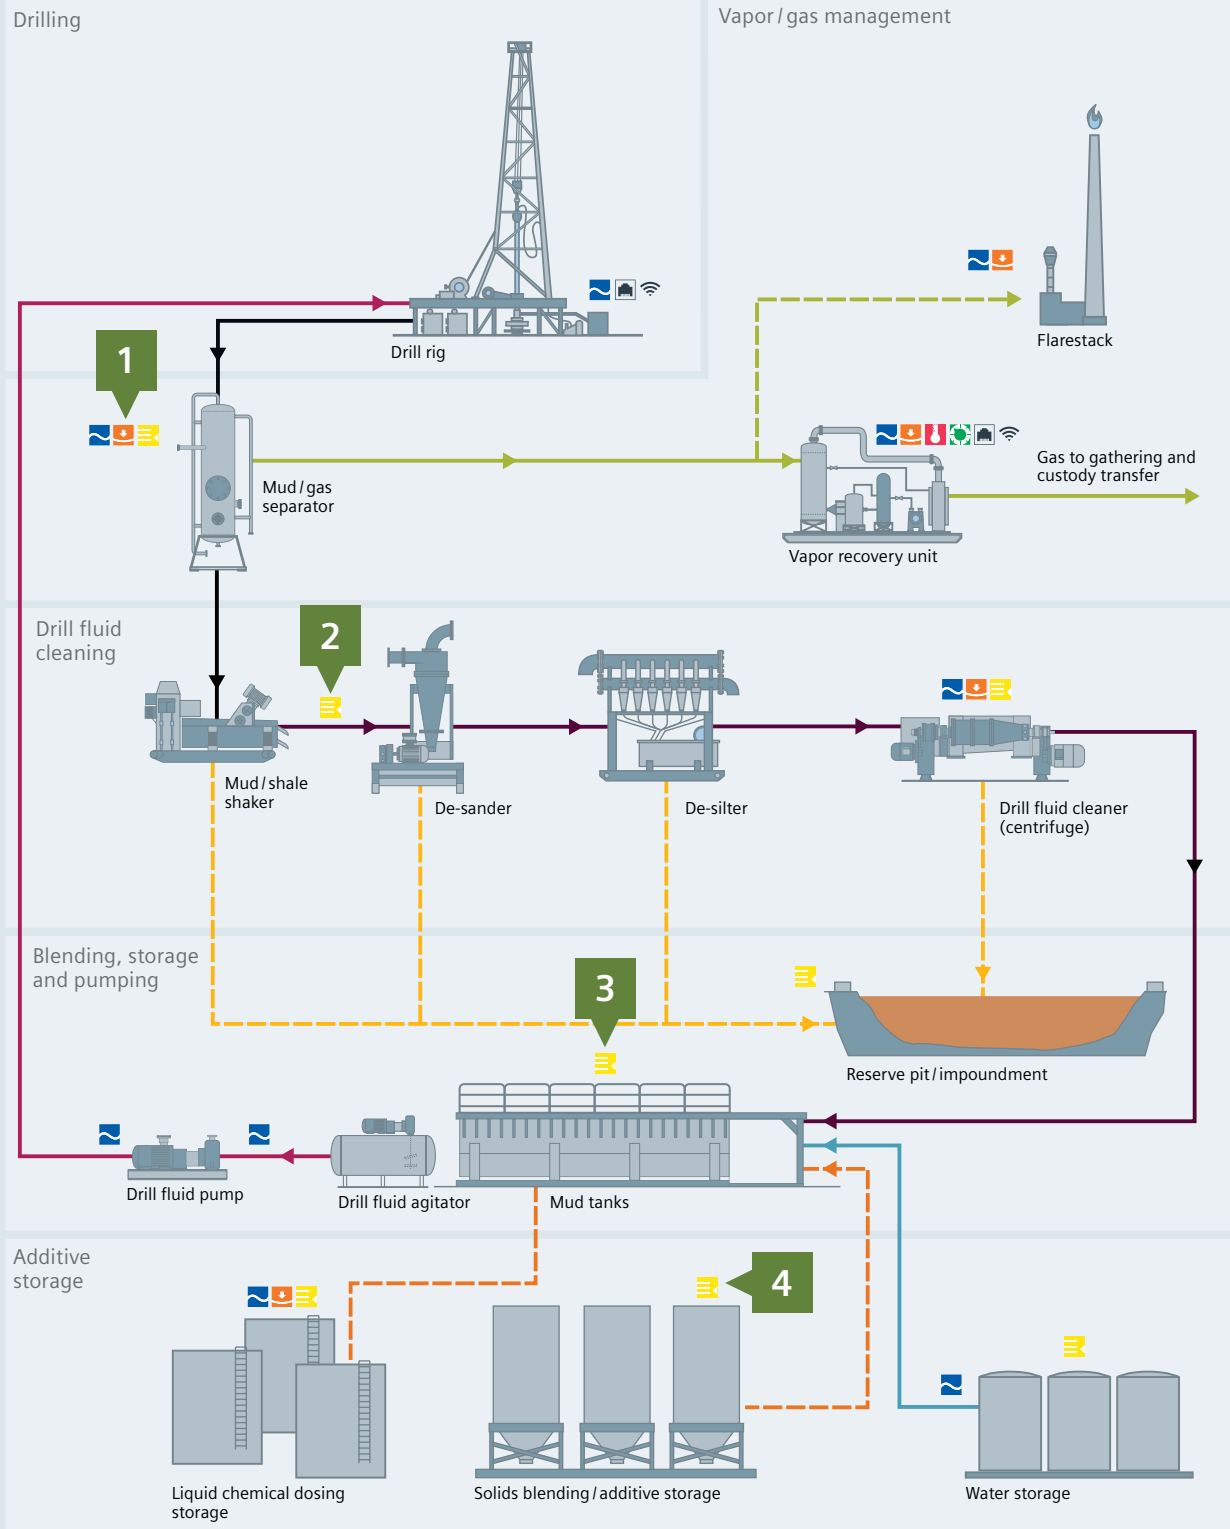 Drilling
Vapor / gas management
Drill rig
Flarestack
1
Mud / gas
separator
Gas to gathering and
custody transfer
Vapor recovery unit
Drill fluid
cleaning
2
Mud / shale
shaker
De-sander
De-silter
Drill fluid cleaner
(centrifuge)
Blending, storage
and pumping
3
Reserve pit / impoundment
Drill fluid pump
Drill fluid agitator
Mud tanks
Additive
storage
4
Liquid chemical dosing
storage
Solids blending / additive storage
Water storage